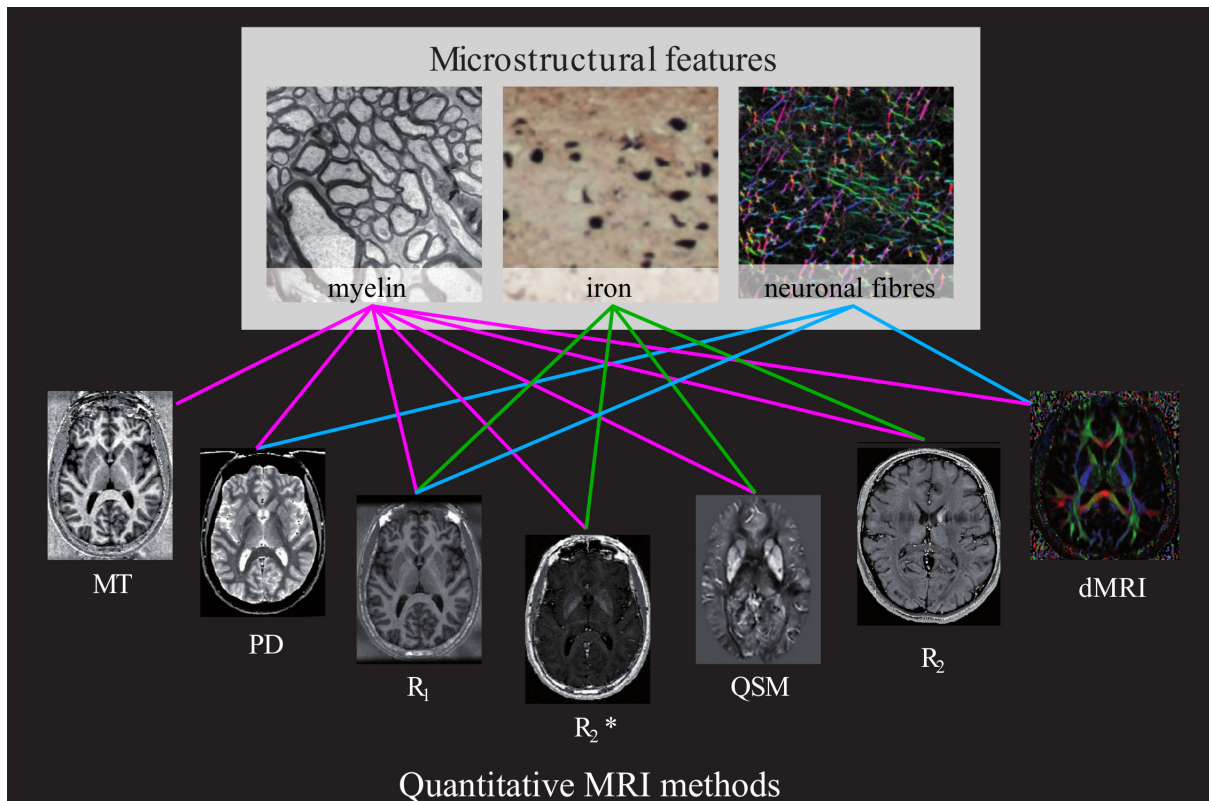 Microstructural features
myelin
iron
neuronal fibres
MT
PD
R₁
R₂*
QSM
R₂
dMRI
Quantitative MRI methods